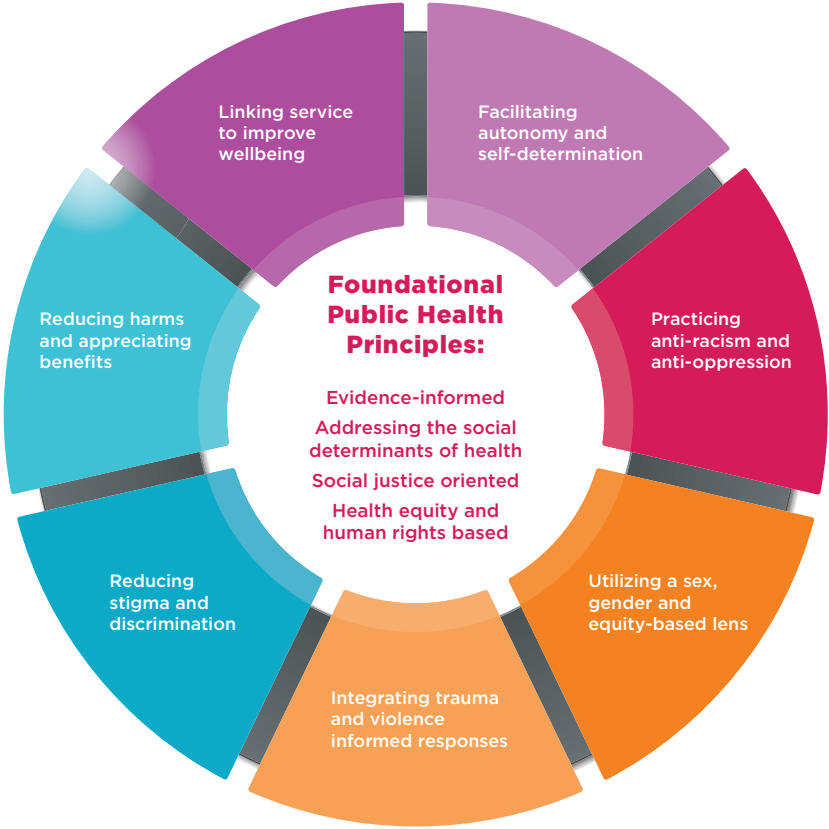 Linking service
to improve
wellbeing
Facilitating
autonomy and
self-determination
Practicing
anti-racism and
anti-oppression
Utilizing a sex,
gender and
equity-based lens
Integrating trauma
and violence
informed responses
Reducing
stigma and
discrimination
Reducing harms
and appreciating
benefits
Foundational
Public Health
Principles:
Evidence-informed
Addressing the social
determinants of health
Social justice oriented
Health equity and
human rights based